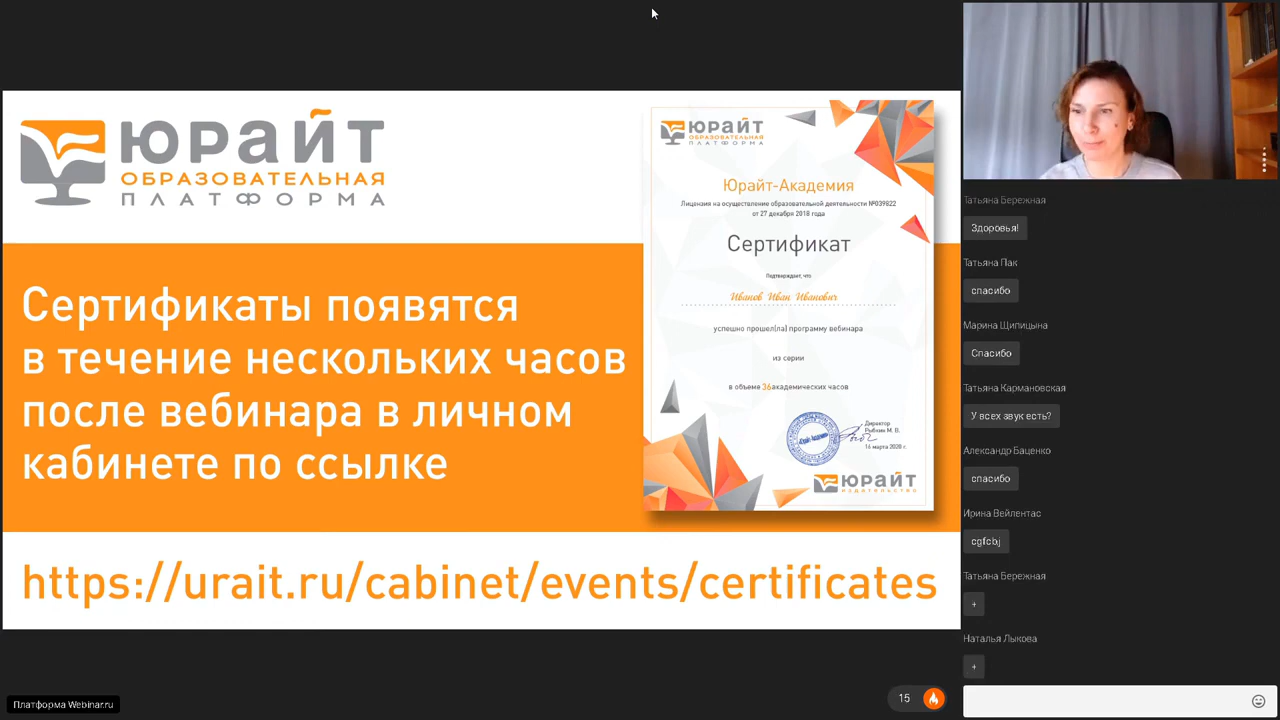 ЮРАЙТ
ОБРАЗОВАТЕЛЬНАЯ
ПЛАТФОРМА
Сертификаты появятся
в течение нескольких часов
после вебинара в личном
кабинете по ссылке
https://urait.ru/cabinet/events/certificates
ЮРАЙТ
ОБРАЗОВАТЕЛЬНАЯ
ПЛАТФОРМА
Юрайт-Академия
Лицензия на осуществление образовательной деятельности №039822
от 27 декабря 2018 года
Сертификат
Подтверждает, что
Иванов Иван Иванович
успешно прошел(ла) программу вебинара
из серии
в объеме 36 академических часов
Юрайт-Академия
Директор
Рыбкин М. В.
16 марта 2020 г.
ЮРАЙТ
ИЗДАТЕЛЬСТВО
Татьяна Бережная
Здоровья!
Татьяна Пак
спасибо
Марина Щипицына
Спасибо
Татьяна Кармановская
У всех звук есть?
Александр Баценко
спасибо
Ирина Вейлентас
cgfcbj
Татьяна Бережная
+
Наталья Лыкова
+
15
Платформа Webinar.ru